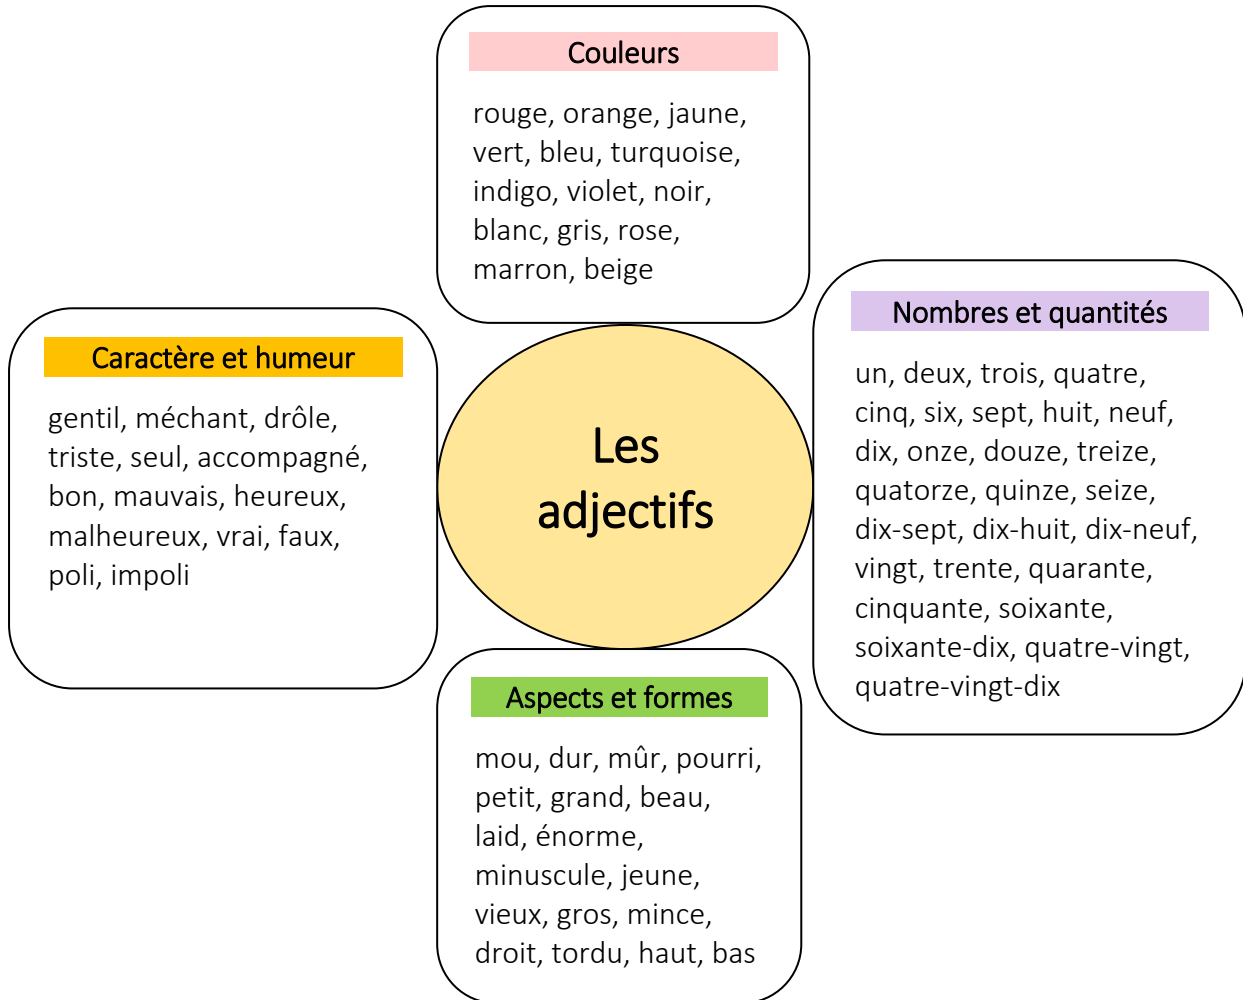 Couleurs
rouge, orange, jaune,
vert, bleu, turquoise,
indigo, violet, noir,
blanc, gris, rose,
marron, beige
Caractère et humeur
gentil, méchant, drôle,
triste, seul, accompagné,
bon, mauvais, heureux,
malheureux, vrai, faux,
poli, impoli
Les
adjectifs
Nombres et quantités
un, deux, trois, quatre,
cinq, six, sept, huit, neuf,
dix, onze, douze, treize,
quatorze, quinze, seize,
dix-sept, dix-huit, dix-neuf,
vingt, trente, quarante,
cinquante, soixante,
soixante-dix, quatre-vingt,
quatre-vingt-dix
Aspects et formes
mou, dur, mûr, pourri,
petit, grand, beau,
laid, énorme,
minuscule, jeune,
vieux, gros, mince,
droit, tordu, haut, bas